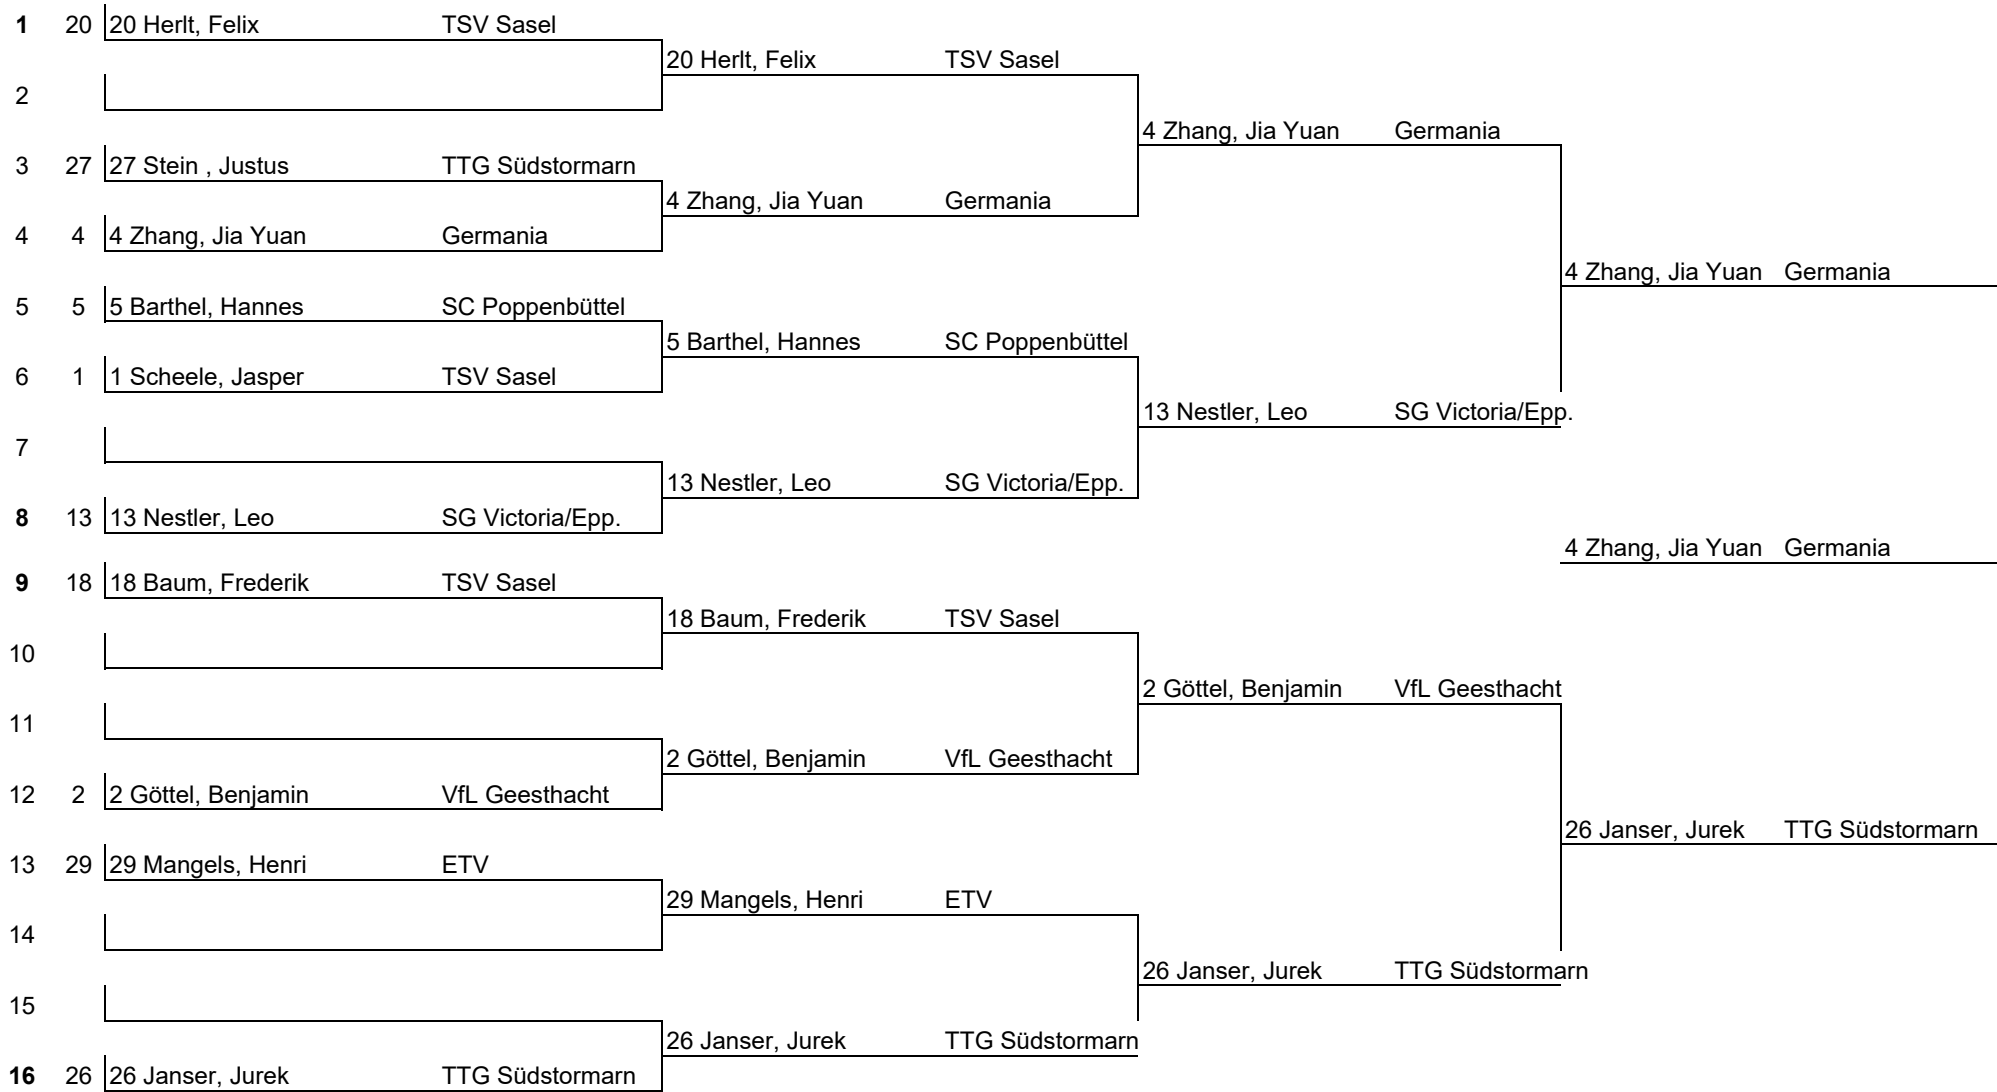 1 20 20 Herlt, Felix TSV Sasel
20 Herlt, Felix TSV Sasel
2
4 Zhang, Jia Yuan Germania
3 27 27 Stein , Justus TTG Südstormarn
4 Zhang, Jia Yuan Germania
4 4 4 Zhang, Jia Yuan Germania
4 Zhang, Jia Yuan Germania
5 5 5 Barthel, Hannes SC Poppenbüttel
5 Barthel, Hannes SC Poppenbüttel
6 1 1 Scheele, Jasper TSV Sasel
13 Nestler, Leo SG Victoria/Epp.
7
13 Nestler, Leo SG Victoria/Epp.
8 13 13 Nestler, Leo SG Victoria/Epp.
4 Zhang, Jia Yuan Germania
9 18 18 Baum, Frederik TSV Sasel
18 Baum, Frederik TSV Sasel
10
2 Göttel, Benjamin VfL Geesthacht
11
2 Göttel, Benjamin VfL Geesthacht
12 2 2 Göttel, Benjamin VfL Geesthacht
26 Janser, Jurek TTG Südstormarn
13 29 29 Mangels, Henri ETV
29 Mangels, Henri ETV
14
26 Janser, Jurek TTG Südstormarn
15
26 Janser, Jurek TTG Südstormarn
16 26 26 Janser, Jurek TTG Südstormarn